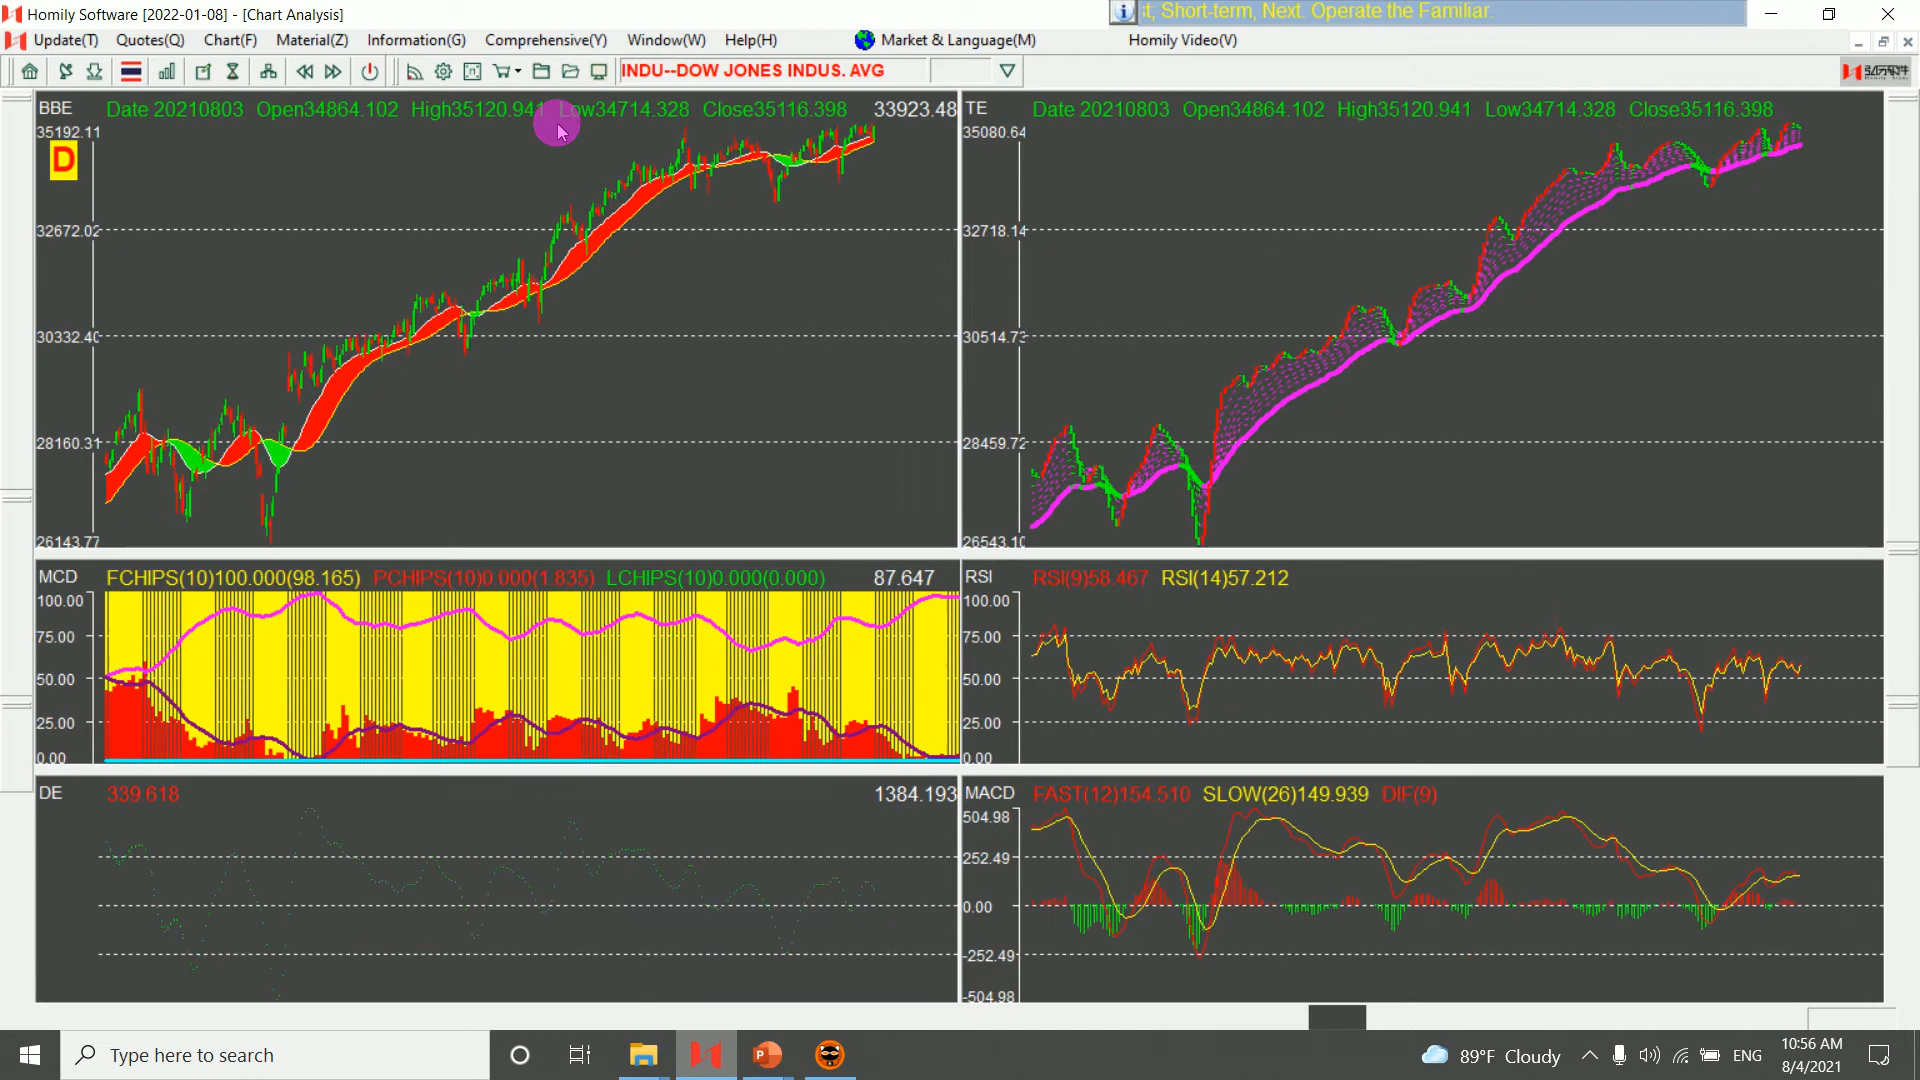 Homily Software [2022-01-08] - [Chart Analysis]
it; Short-term, Next. Operate the Familiar.
Update(T) Quotes(Q) Chart(F) Material(Z) Information(G) Comprehensive(Y) Window(W) Help(H) Market & Language(M) Homily Video(V)
INDU--DOW JONES INDUS. AVG
弘历软件
BBE Date 20210803 Open34864.102 High35120.941 Low34714.328 Close35116.398 33923.48
35192.11
D
32672.02
30332.40
28160.31
26143.77
TE Date 20210803 Open34864.102 High35120.941 Low34714.328 Close35116.398
35080.64
32718.14
30514.73
28459.72
26543.10
MCD FCHIPS(10)100.000(98.165) PCHIPS(10)0.000(1.835) LCHIPS(10)0.000(0.000) 87.647
100.00
75.00
50.00
25.00
0.00
RSI RSI(9)58.467 RSI(14)57.212
100.00
75.00
50.00
25.00
0.00
DE 339.618 1384.193
MACD FAST(12)154.510 SLOW(26)149.939 DIF(9)
504.98
252.49
0.00
-252.49
-504.98
Type here to search
89°F Cloudy
ENG
10:56 AM
8/4/2021